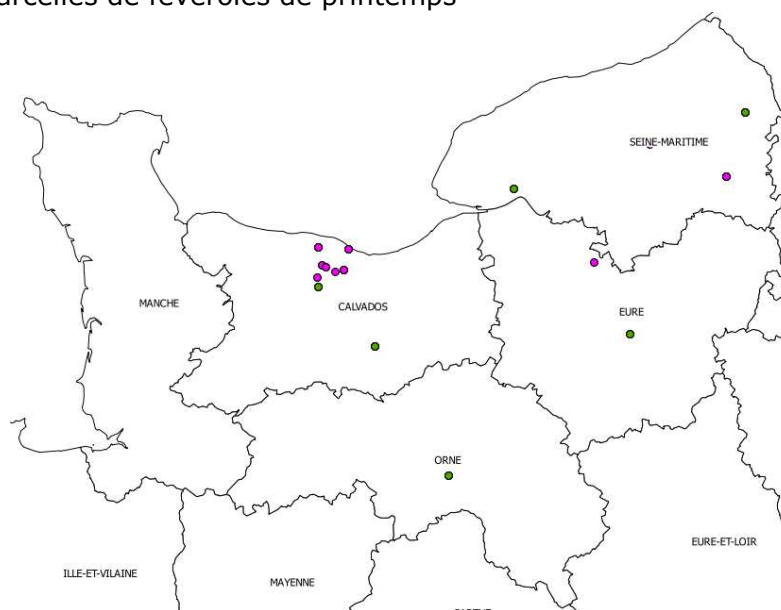 arcelles de féveroles de printemps
SEINE-MARITIME
MANCHE
CALVADOS
EURE
ORNE
EURE-ET-LOIR
ILLE-ET-VILAINE
MAYENNE